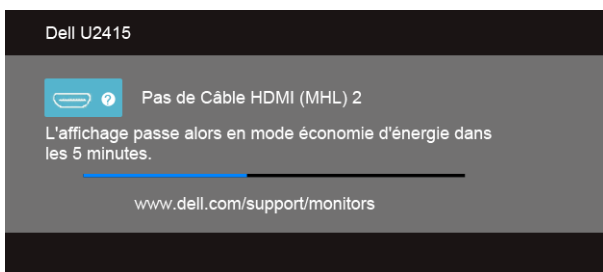 Dell U2415
Pas de Câble HDMI (MHL) 2
L'affichage passe alors en mode économie d'énergie dans
les 5 minutes.
www.dell.com/support/monitors